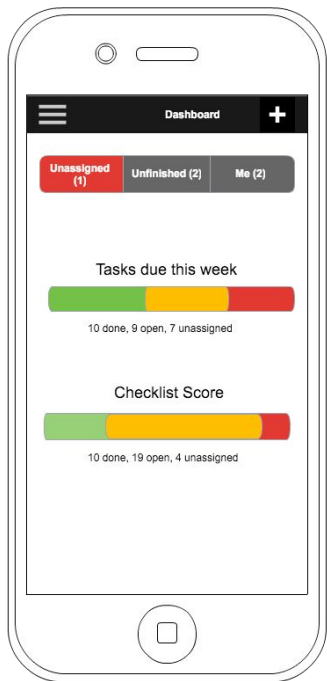 Dashboard
Unassigned
(1)
Unfinished (2)
Me (2)
Tasks due this week
10 done, 9 open, 7 unassigned
Checklist Score
10 done, 19 open, 4 unassigned